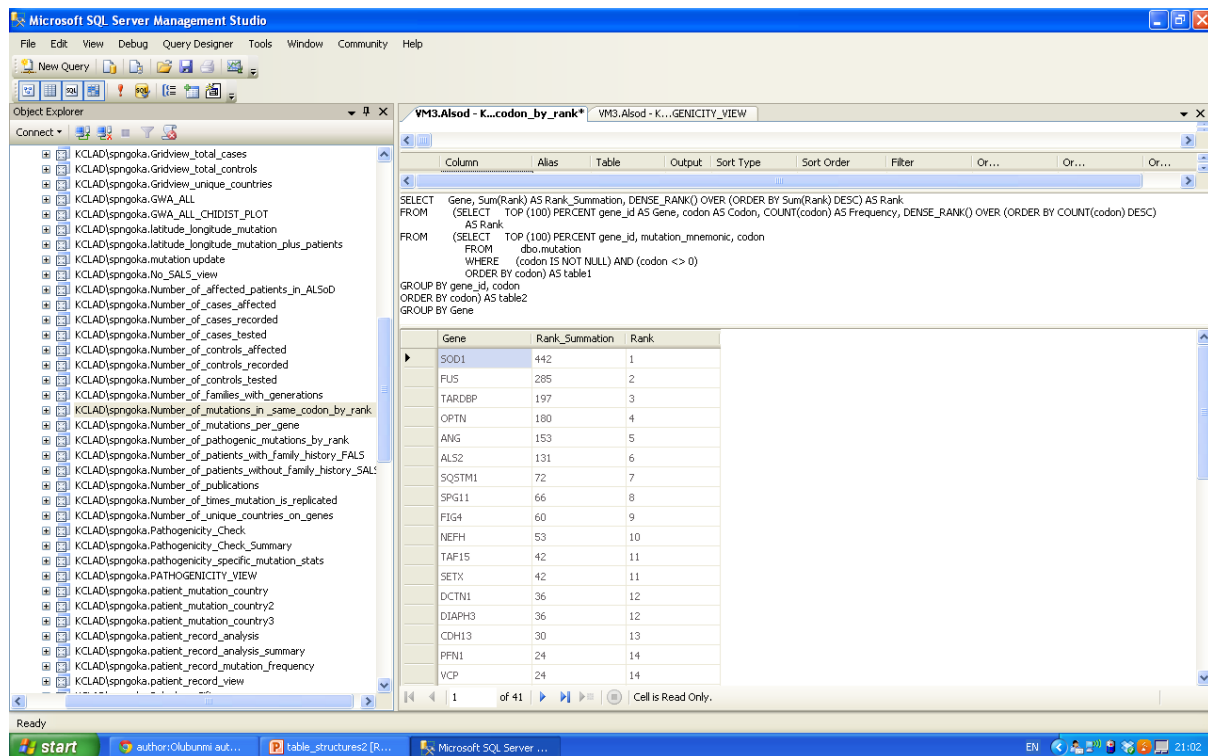 Microsoft SQL Server Management Studio
File Edit View Debug Query Designer Tools Window Community Help
New Query
Object Explorer
Connect
KCLAD\spngoka.Gridview_total_cases
KCLAD\spngoka.Gridview_total_controls
KCLAD\spngoka.Gridview_unique_countries
KCLAD\spngoka.GWA_ALL
KCLAD\spngoka.GWA_ALL_CHIDIST_PLOT
KCLAD\spngoka.latitude_longitude_mutation
KCLAD\spngoka.latitude_longitude_mutation_plus_patients
KCLAD\spngoka.mutation update
KCLAD\spngoka.No_SALS_view
KCLAD\spngoka.Number_of_affected_patients_in_ALSoD
KCLAD\spngoka.Number_of_cases_affected
KCLAD\spngoka.Number_of_cases_recorded
KCLAD\spngoka.Number_of_cases_tested
KCLAD\spngoka.Number_of_controls_affected
KCLAD\spngoka.Number_of_controls_recorded
KCLAD\spngoka.Number_of_controls_tested
KCLAD\spngoka.Number_of_families_with_generations
KCLAD\spngoka.Number_of_mutations_in _same_codon_by_rank
KCLAD\spngoka.Number_of_mutations_per_gene
KCLAD\spngoka.Number_of_pathogenic_mutations_by_rank
KCLAD\spngoka.Number_of_patients_with_family_history_FALS
KCLAD\spngoka.Number_of_patients_without_family_history_SALS
KCLAD\spngoka.Number_of_publications
KCLAD\spngoka.Number_of_times_mutation_is_replicated
KCLAD\spngoka.Number_of_unique_countries_on_genes
KCLAD\spngoka.Pathogenicity_Check
KCLAD\spngoka.Pathogenicity_Check_Summary
KCLAD\spngoka.pathogenicity_specific_mutation_stats
KCLAD\spngoka.PATHOGENICITY_VIEW
KCLAD\spngoka.patient_mutation_country
KCLAD\spngoka.patient_mutation_country2
KCLAD\spngoka.patient_mutation_country3
KCLAD\spngoka.patient_record_analysis
KCLAD\spngoka.patient_record_analysis_summary
KCLAD\spngoka.patient_record_mutation_frequency
KCLAD\spngoka.patient_record_view
VM3.Alsod - K...codon_by_rank* VM3.Alsod - K...GENICITY_VIEW
Column Alias Table Output Sort Type Sort Order Filter Or... Or... Or...
SELECT Gene, Sum(Rank) AS Rank_Summation, DENSE_RANK() OVER (ORDER BY Sum(Rank) DESC) AS Rank
FROM (SELECT TOP (100) PERCENT gene_id AS Gene, codon AS Codon, COUNT(codon) AS Frequency, DENSE_RANK() OVER (ORDER BY COUNT(codon) DESC)
AS Rank
FROM (SELECT TOP (100) PERCENT gene_id, mutation_mnemonic, codon
FROM dbo.mutation
WHERE (codon IS NOT NULL) AND (codon <> 0)
ORDER BY codon) AS table1
GROUP BY gene_id, codon
ORDER BY codon) AS table2
GROUP BY Gene
Gene Rank_Summation Rank
SOD1 442 1
FUS 285 2
TARDBP 197 3
OPTN 180 4
ANG 153 5
ALS2 131 6
SQSTM1 72 7
SPG11 66 8
FIG4 60 9
NEFH 53 10
TAF15 42 11
SETX 42 11
DCTN1 36 12
DIAPH3 36 12
CDH13 30 13
PFN1 24 14
VCP 24 14
1 of 41 Cell is Read Only.
Ready
start author:Olubunmi aut... table_structures2 [R... Microsoft SQL Server ... EN 21:02